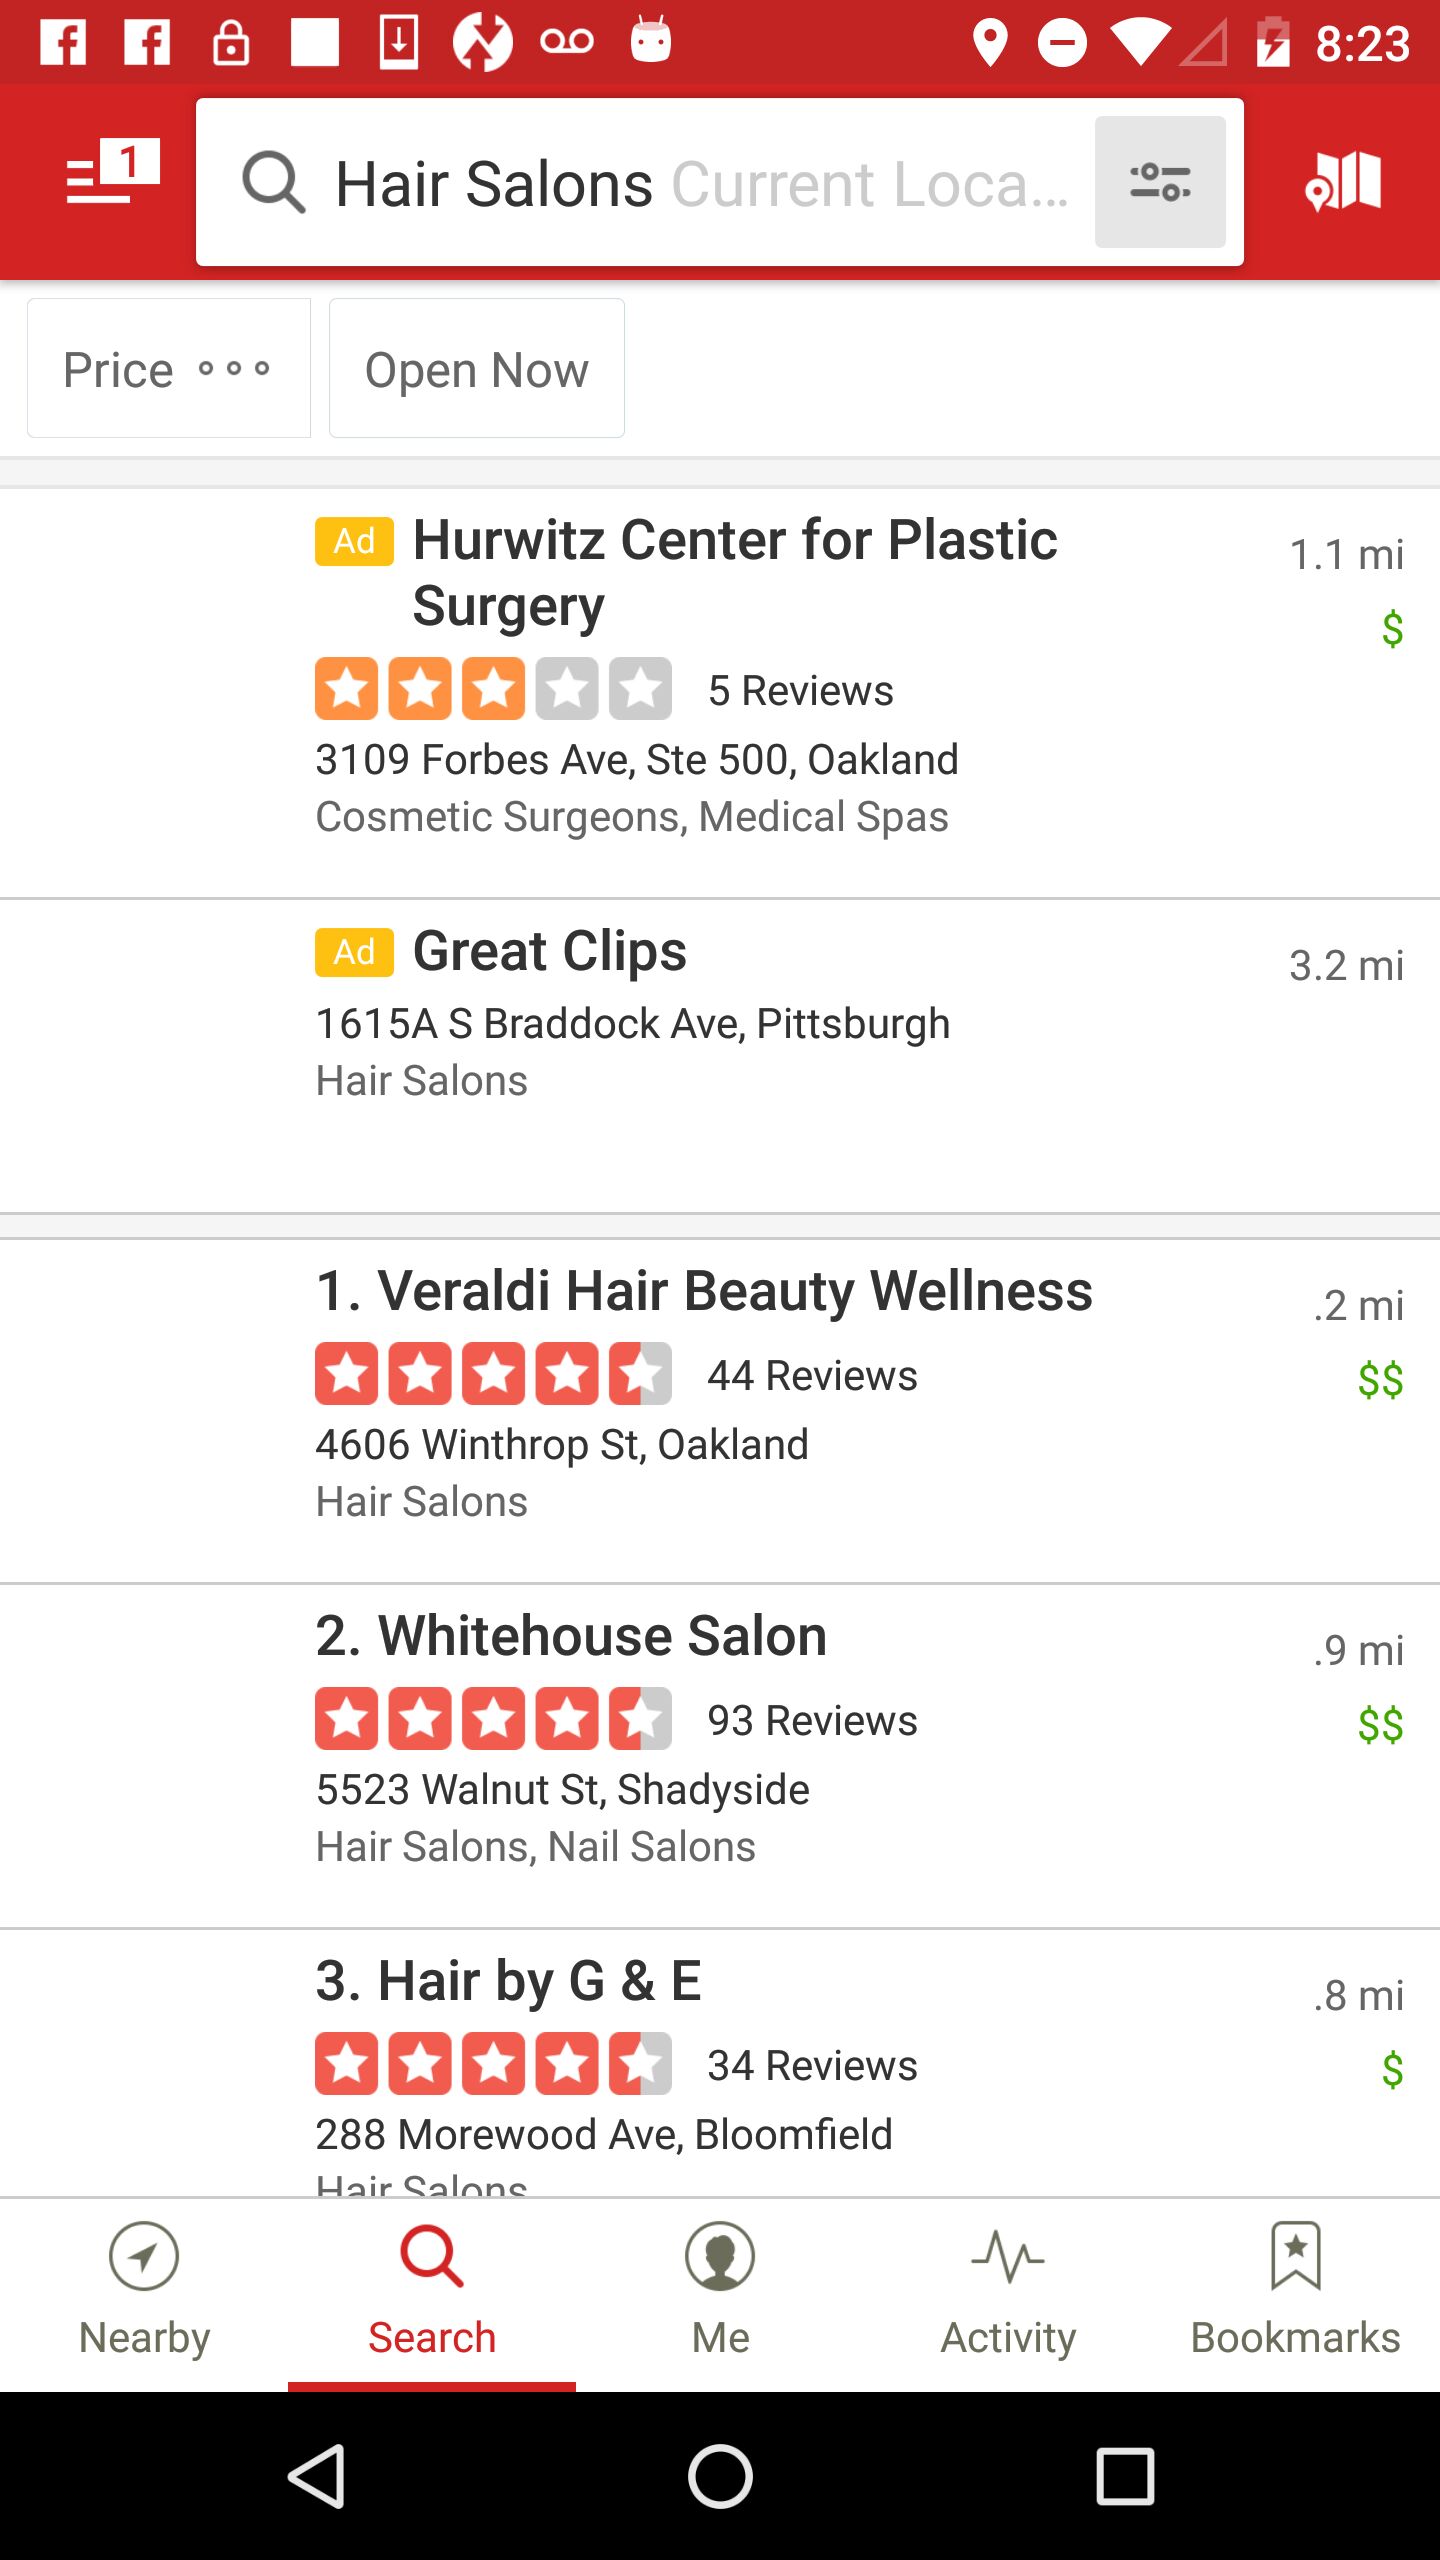 8:23
1
Hair Salons Current Loca...
Price
Open Now
Ad Hurwitz Center for Plastic
Surgery
1.1 mi
$
5 Reviews
3109 Forbes Ave, Ste 500, Oakland
Cosmetic Surgeons, Medical Spas
Ad Great Clips
3.2 mi
1615A S Braddock Ave, Pittsburgh
Hair Salons
1. Veraldi Hair Beauty Wellness
.2 mi
$$
44 Reviews
4606 Winthrop St, Oakland
Hair Salons
2. Whitehouse Salon
.9 mi
$$
93 Reviews
5523 Walnut St, Shadyside
Hair Salons, Nail Salons
3. Hair by G & E
.8 mi
$
34 Reviews
288 Morewood Ave, Bloomfield
Hair Salons
Nearby
Search
Me
Activity
Bookmarks